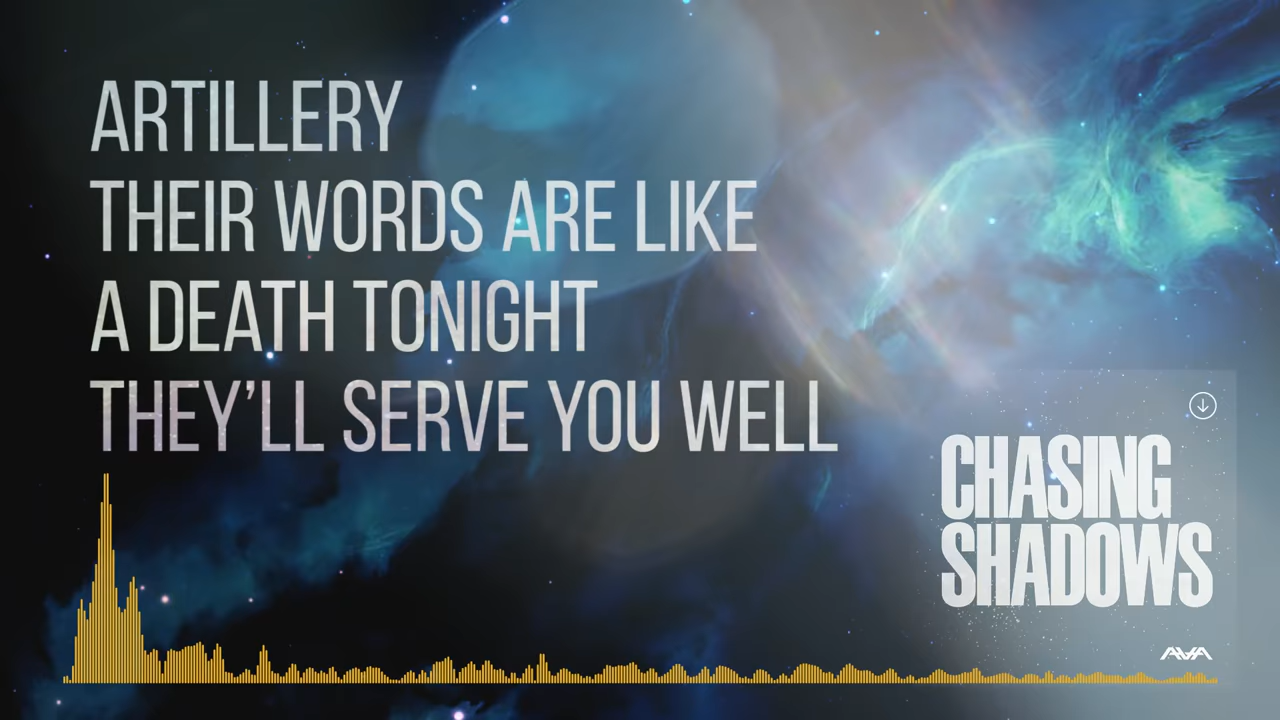 ARTILLERY
THEIR WORDS ARE LIKE
A DEATH TONIGHT
THEY’LL SERVE YOU WELL
CHASING
SHADOWS
AVA